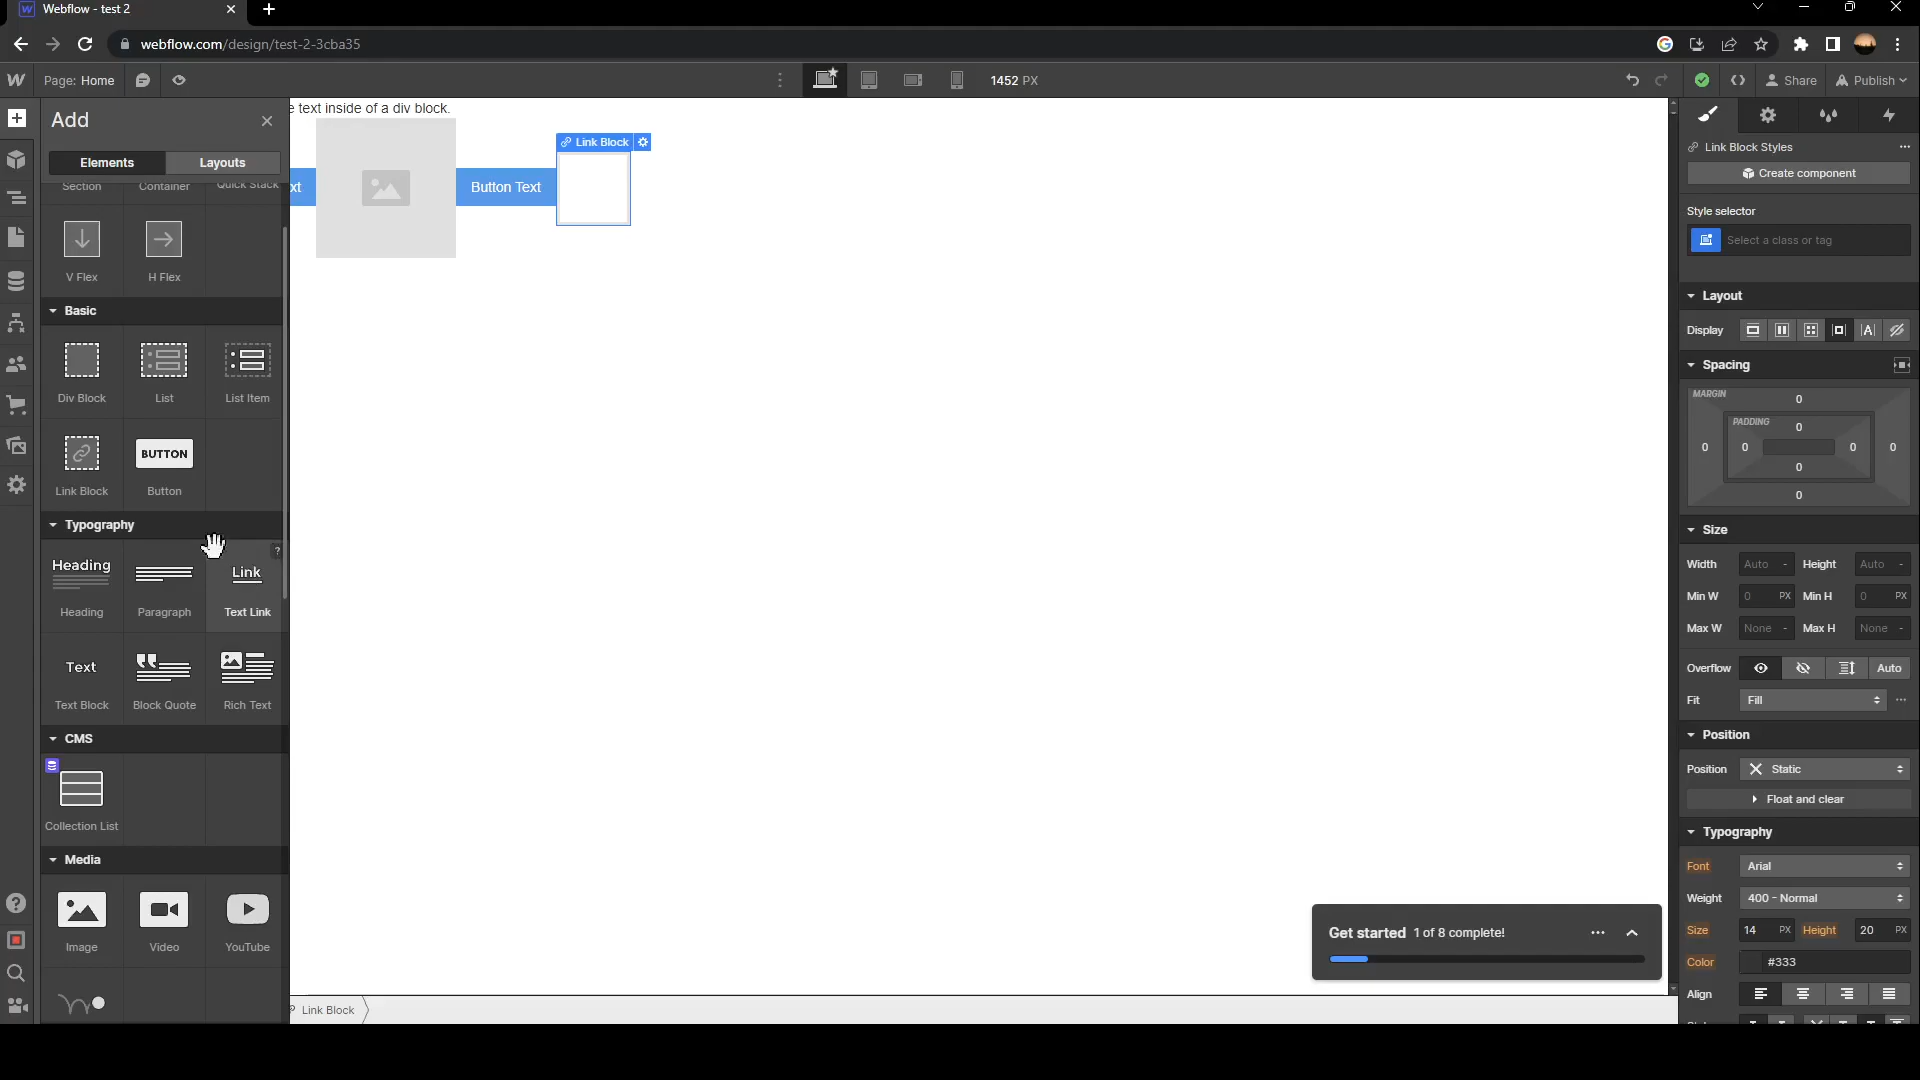 Webflow - test 2
webflow.com/design/test-2-3cba35
Page: Home
1452 PX
Share
Publish
Add
Elements
Layouts
Section
Container
Quick Stack
V Flex
H Flex
Basic
Div Block
List
List Item
BUTTON
Link Block
Button
Typography
Heading
Link
Heading
Paragraph
Text Link
Text
Text Block
Block Quote
Rich Text
CMS
Collection List
Media
Image
Video
YouTube
e text inside of a div block.
xt
Button Text
Link Block
Get started 1 of 8 complete!
Link Block
Link Block Styles
Create component
Style selector
Select a class or tag
Layout
Display
Spacing
MARGIN
0
PADDING
0
0 0 0 0
0
0
Size
Width Auto - Height Auto -
Min W 0 PX Min H 0 PX
Max W None - Max H None -
Overflow Auto
Fit Fill
Position
Position Static
Float and clear
Typography
Font Arial
Weight 400 - Normal
Size 14 PX Height 20 PX
Color #333
Align